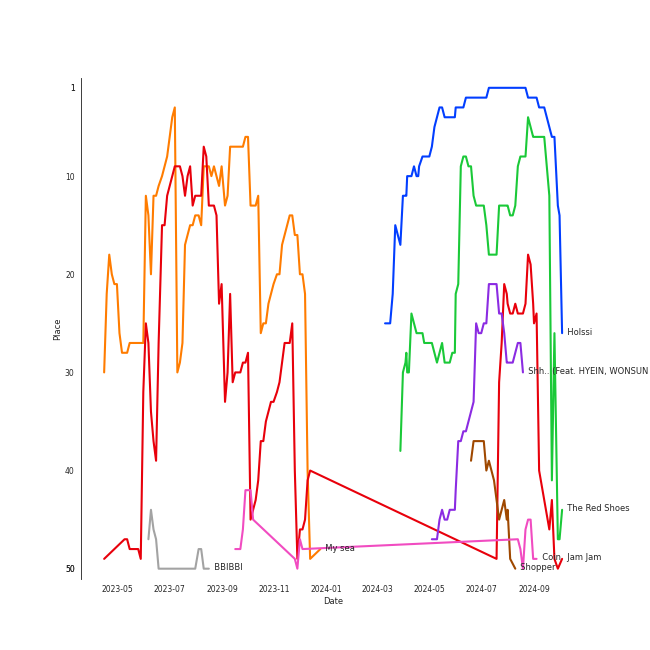 1
10
20
30
40
50
Place
Holssi
Shh.. (Feat. HYEIN, WONSUN
The Red Shoes
My sea
Coin
Jam Jam
BBIBBI
Shopper
2023-05 2023-07 2023-09 2023-11 2024-01 2024-03 2024-05 2024-07 2024-09
Date